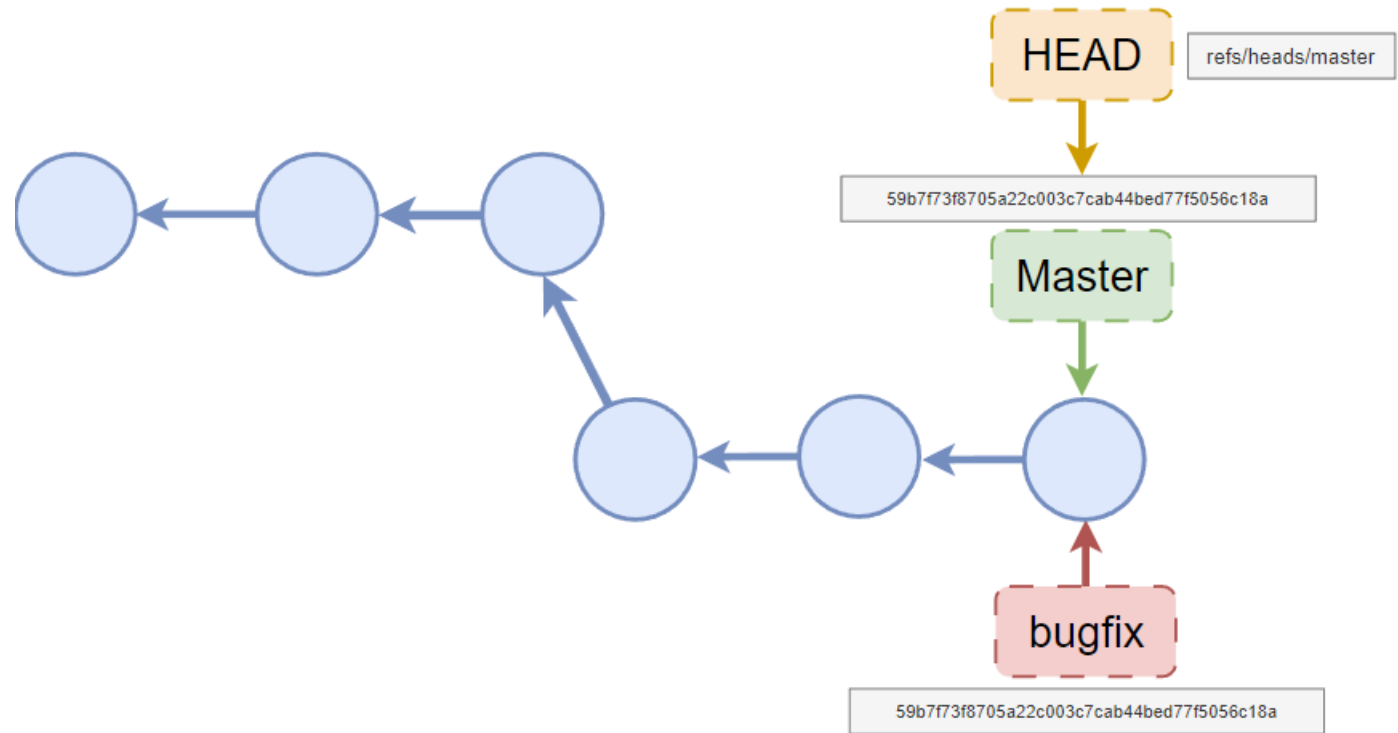 HEAD
refs/heads/master
59b7f73f8705a22c003c7cab44bed77f5056c18a
Master
bugfix
59b7f73f8705a22c003c7cab44bed77f5056c18a